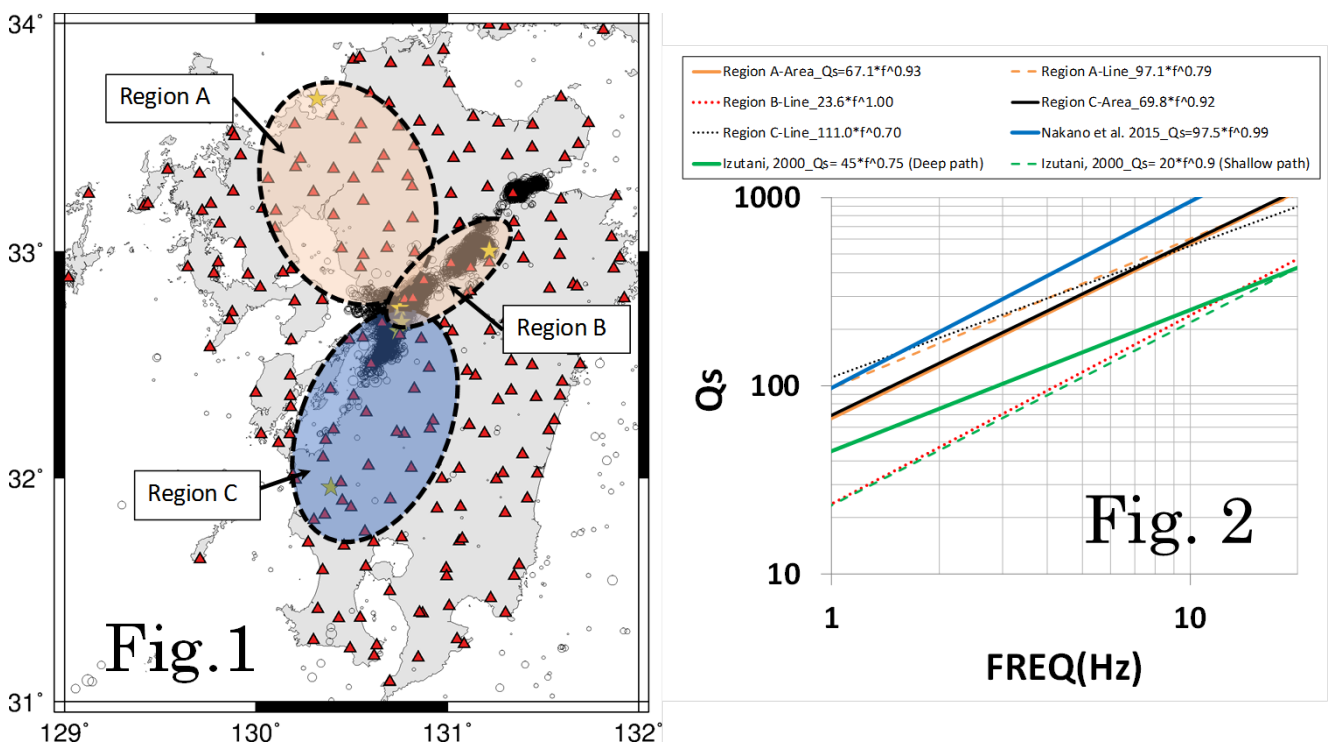 34°
33°
32°
31°
129°
130°
131°
132°
Region A
Region B
Region C
Fig.1
Region A-Area_Qs=67.1*f^0.93
Region A-Line_97.1*f^0.79
Region B-Line_23.6*f^1.00
Region C-Area_69.8*f^0.92
Region C-Line_111.0*f^0.70
Nakano et al. 2015_Qs=97.5*f^0.99
Izutani, 2000_Qs= 45*f^0.75 (Deep path)
Izutani, 2000_Qs= 20*f^0.9 (Shallow path)
1000
100
10
Qs
1
10
FREQ(Hz)
Fig. 2